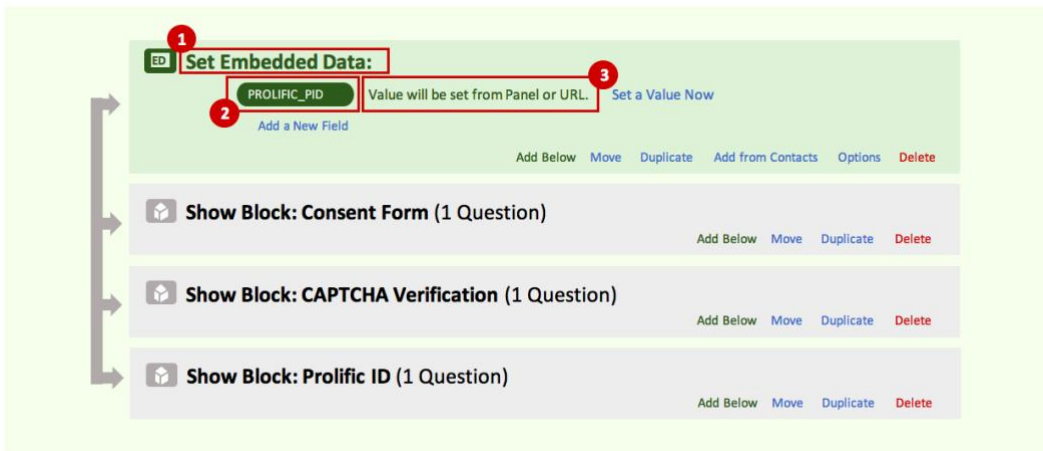 1
ED Set Embedded Data:
3
PROLIFIC_PID Value will be set from Panel or URL. Set a Value Now
2
Add a New Field
Add Below Move Duplicate Add from Contacts Options Delete
Show Block: Consent Form (1 Question)
Add Below Move Duplicate Delete
Show Block: CAPTCHA Verification (1 Question)
Add Below Move Duplicate Delete
Show Block: Prolific ID (1 Question)
Add Below Move Duplicate Delete